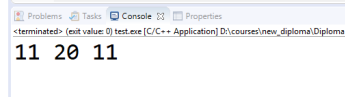 Problems Tasks Console Properties
<terminated> (exit value: 0) test.exe [C/C++ Application] D:\courses\new_diploma\Diploma
11 20 11